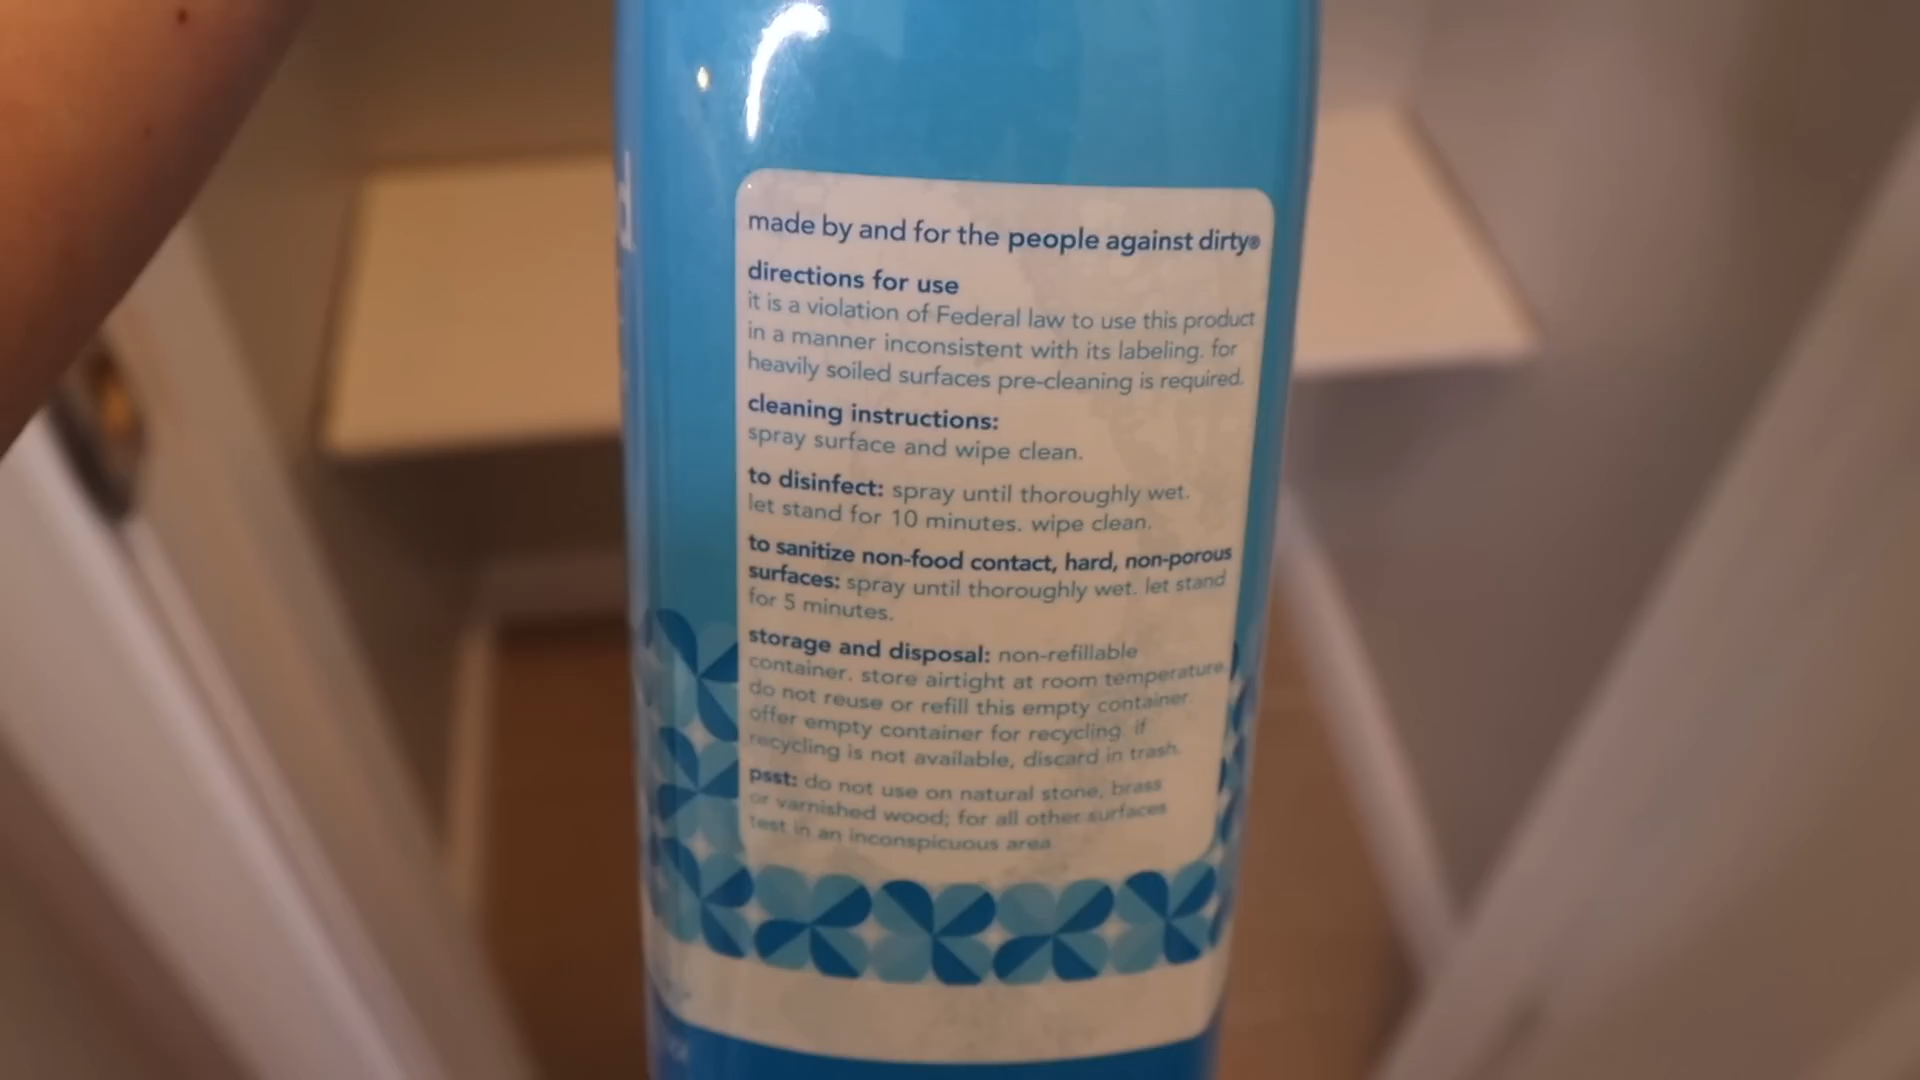 made by and for the people against dirty®
directions for use
it is a violation of Federal law to use this product
in a manner inconsistent with its labeling. for
heavily soiled surfaces pre-cleaning is required.
cleaning instructions:
spray surface and wipe clean.
to disinfect: spray until thoroughly wet.
let stand for 10 minutes. wipe clean.
to sanitize non-food contact, hard, non-porous
surfaces: spray until thoroughly wet. let stand
for 5 minutes.
storage and disposal: non-refillable
container. store airtight at room temperature.
do not reuse or refill this empty container.
offer empty container for recycling. if
recycling is not available, discard in trash.
psst: do not use on natural stone, brass
or varnished wood; for all other surfaces
test in an inconspicuous area.